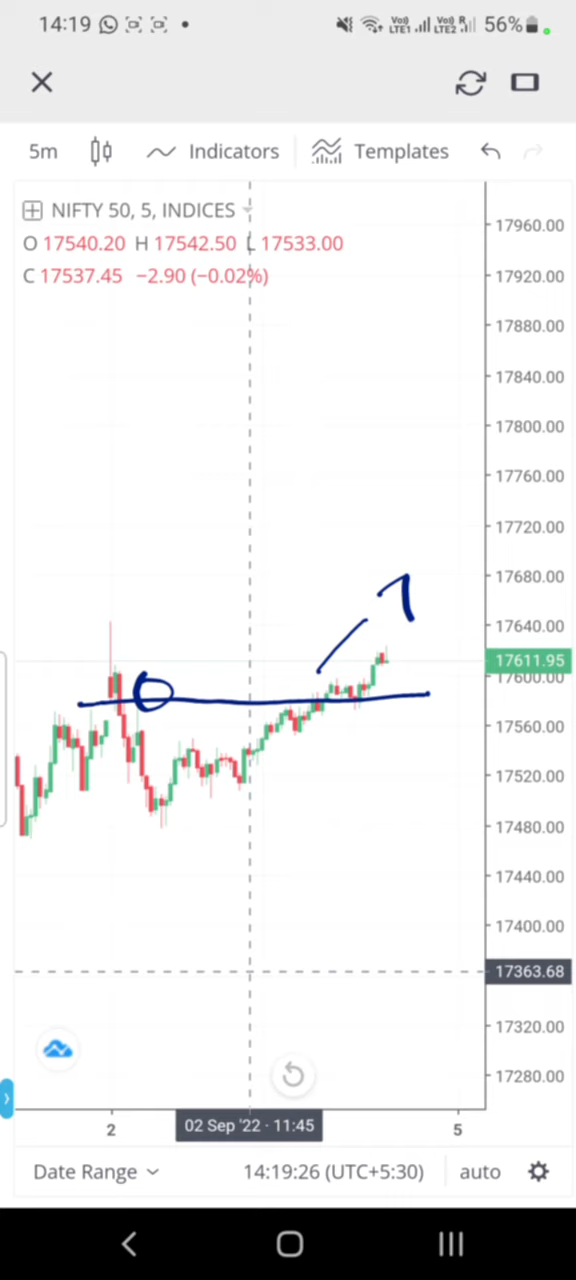 14:19 56%
Vo)) LTE1 Vo)) LTE2 R
5m Indicators Templates
NIFTY 50, 5, INDICES
O 17540.20 H 17542.50 L 17533.00
C 17537.45 −2.90 (−0.02%)
17960.00
17920.00
17880.00
17840.00
17800.00
17760.00
17720.00
17680.00
17640.00
17611.95
17600.00
17560.00
17520.00
17480.00
17440.00
17400.00
17363.68
17320.00
17280.00
2 02 Sep '22 · 11:45 5
Date Range 14:19:26 (UTC+5:30) auto